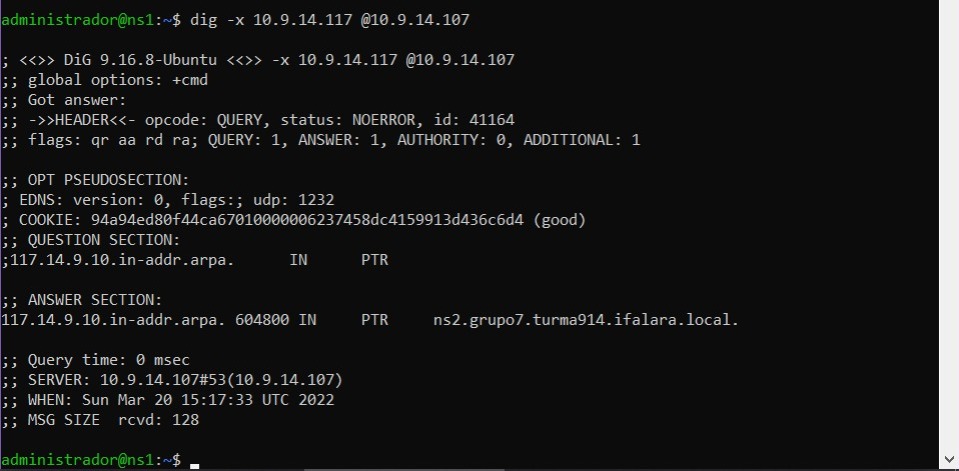 administrador@ns1:~$ dig -x 10.9.14.117 @10.9.14.107
; <<>> DiG 9.16.8-Ubuntu <<>> -x 10.9.14.117 @10.9.14.107
;; global options: +cmd
;; Got answer:
;; ->>HEADER<<- opcode: QUERY, status: NOERROR, id: 41164
;; flags: qr aa rd ra; QUERY: 1, ANSWER: 1, AUTHORITY: 0, ADDITIONAL: 1
;; OPT PSEUDOSECTION:
; EDNS: version: 0, flags:; udp: 1232
; COOKIE: 94a94ed80f44ca67010000006237458dc4159913d436c6d4 (good)
;; QUESTION SECTION:
;117.14.9.10.in-addr.arpa. IN PTR
;; ANSWER SECTION:
117.14.9.10.in-addr.arpa. 604800 IN PTR ns2.grupo7.turma914.ifalara.local.
;; Query time: 0 msec
;; SERVER: 10.9.14.107#53(10.9.14.107)
;; WHEN: Sun Mar 20 15:17:33 UTC 2022
;; MSG SIZE rcvd: 128
administrador@ns1:~$